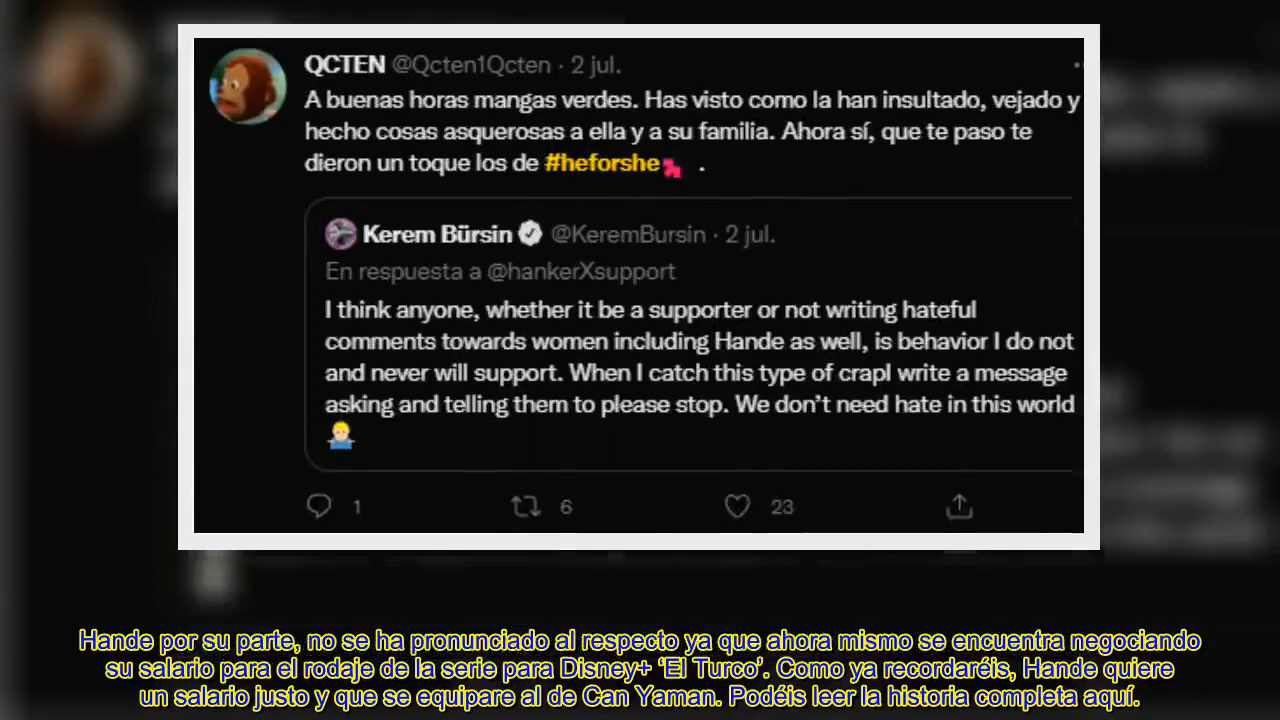 QCTEN @Qcten1Qcten · 2 jul.
A buenas horas mangas verdes. Has visto como la han insultado, vejado y
hecho cosas asquerosas a ella y a su familia. Ahora sí, que te paso te
dieron un toque los de #heforshe .
Kerem Bürsin @KeremBursin · 2 jul.
En respuesta a @hankerXsupport
I think anyone, whether it be a supporter or not writing hateful
comments towards women including Hande as well, is behavior I do not
and never will support. When I catch this type of crapI write a message
asking and telling them to please stop. We don't need hate in this world
1 6 23
Hande por su parte, no se ha pronunciado al respecto ya que ahora mismo se encuentra negociando
su salario para el rodaje de la serie para Disney+ ‘El Turco’. Como ya recordaréis, Hande quiere
un salario justo y que se equipare al de Can Yaman. Podéis leer la historia completa aquí.